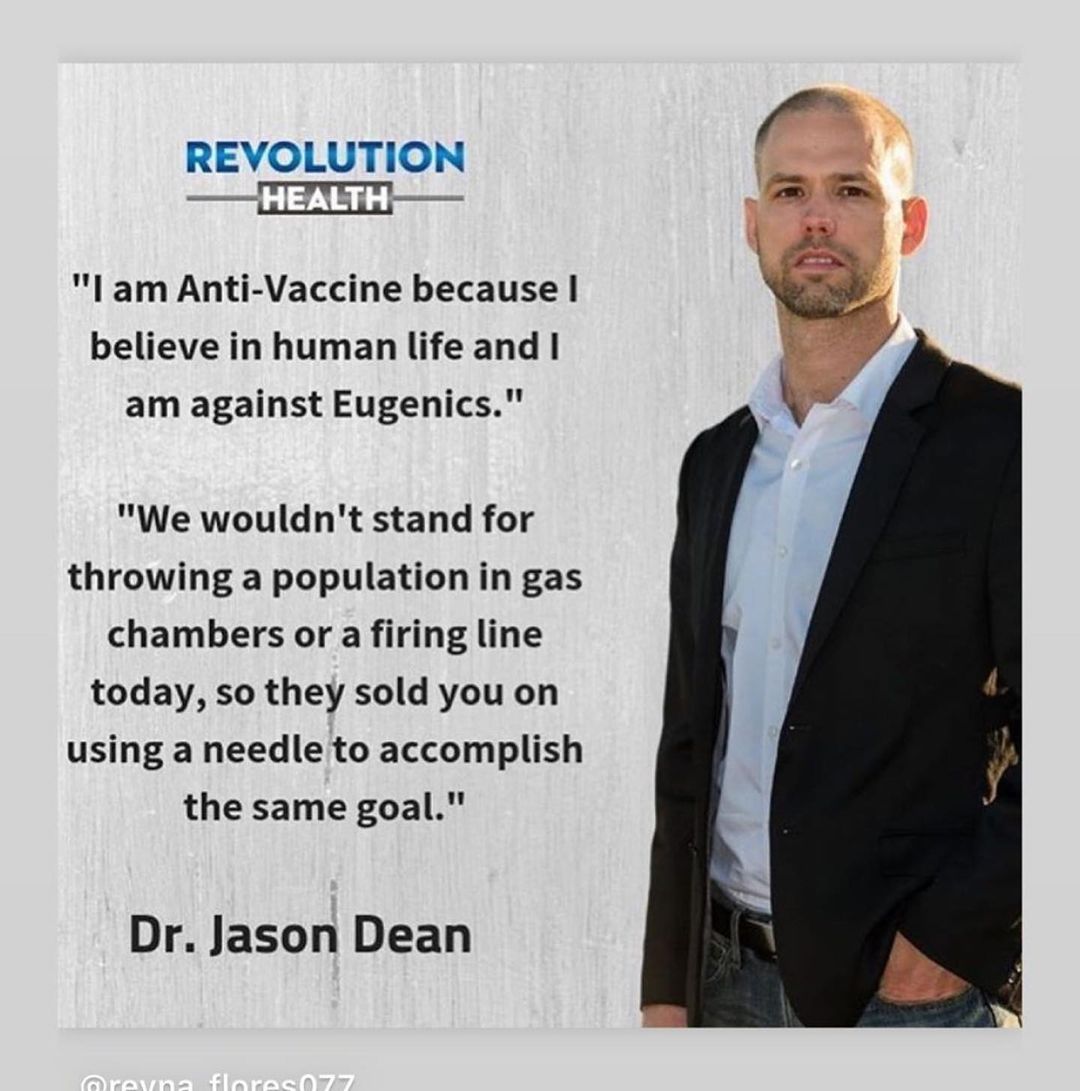 REVOLUTION
HEALTH
"I am Anti-Vaccine because I
believe in human life and I
am against Eugenics."
"We wouldn't stand for
throwing a population in gas
chambers or a firing line
today, so they sold you on
using a needle to accomplish
the same goal."
Dr. Jason Dean
@reyna_flores077